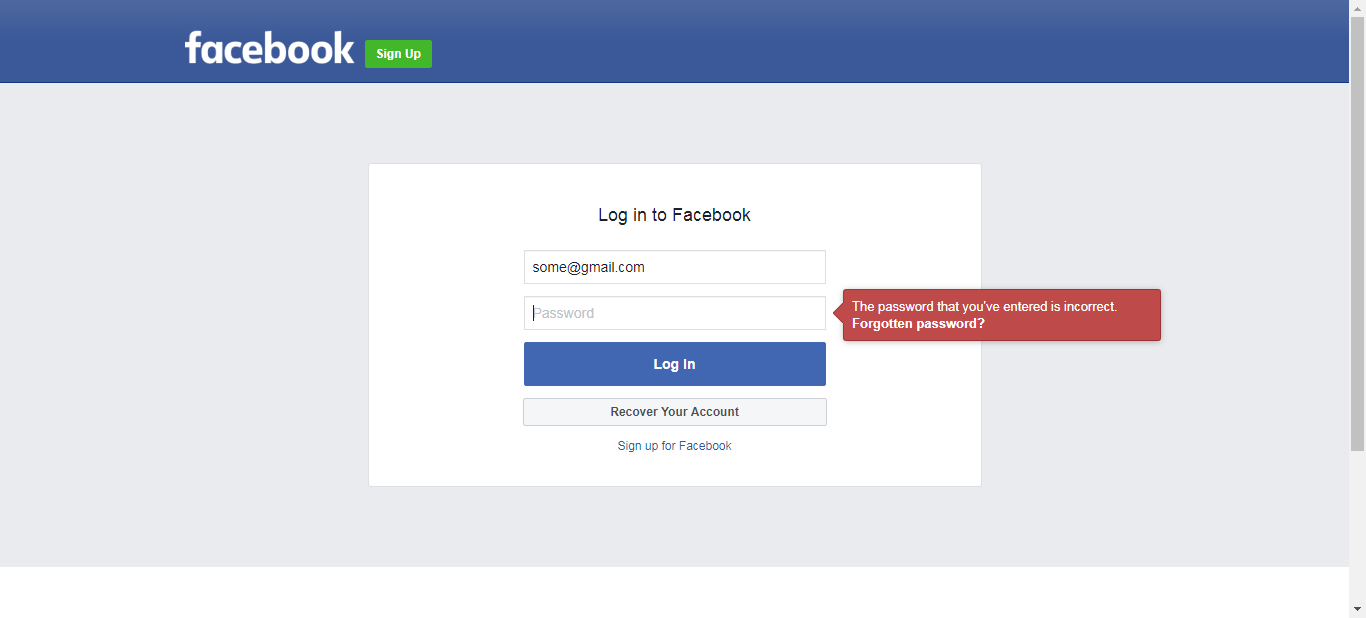 facebook
Sign Up
Log in to Facebook
some@gmail.com
Password
The password that you've entered is incorrect.
Forgotten password?
Log In
Recover Your Account
Sign up for Facebook